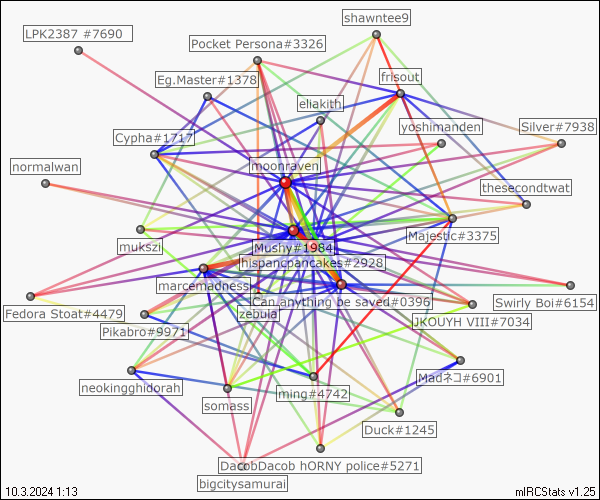 shawntee9
LPK2387 #7690
Pocket Persona#3326
Eg.Master#1378
frisout
eliakith
yoshimanden
Silver#7938
Cypha#1717
moonraven
normalwan
thesecondtwat
mukszi
Majestic#3375
Mushy#1984
hispancpancakes#2928
marcemadness
Can anything be saved#0396
Swirly Boi#6154
Fedora Stoat#4479
zebula
JKOUYH VIII#7034
Pikabro#9971
neokingghidorah
somass
ming#4742
Madネコ#6901
Duck#1245
DacobDacob hORNY police#5271
bigcitysamurai
10.3.2024 1:13
mIRCStats v1.25